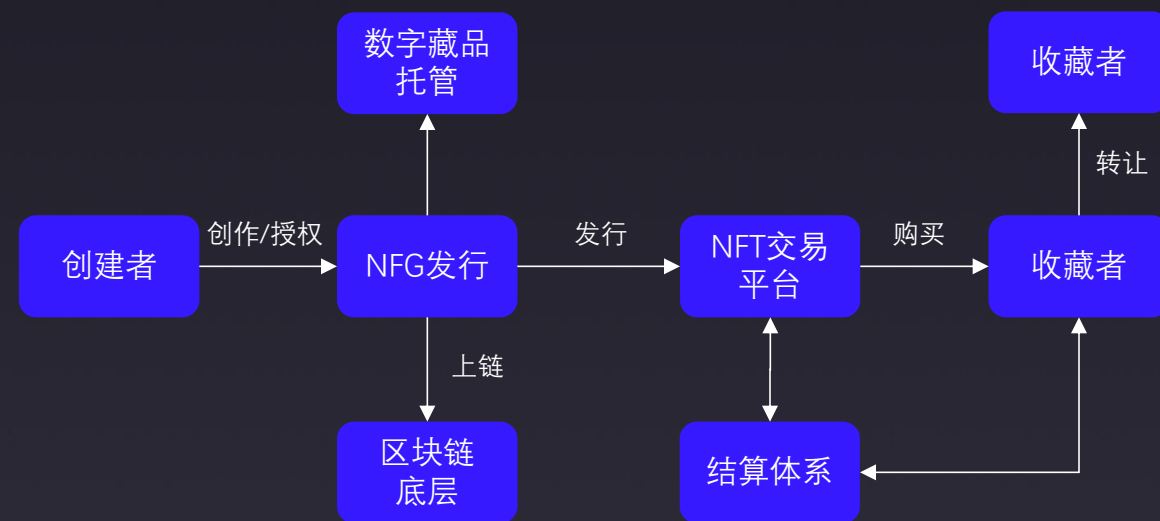 数字藏品
托管
收藏者
转让
创建者
创作/授权
NFG发行
发行
NFT交易
平台
购买
收藏者
上链
区块链
底层
结算体系